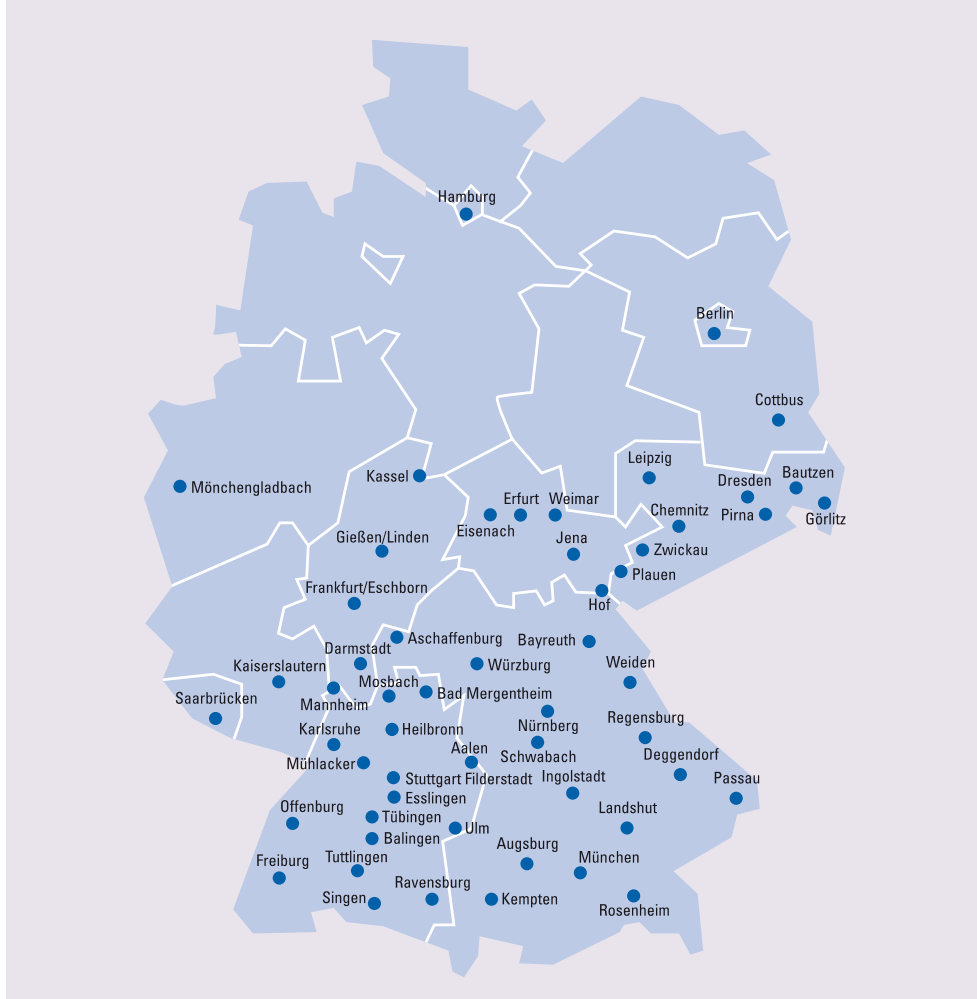 Hamburg
Berlin
Cottbus
Leipzig
Kassel
Dresden
Bautzen
Mönchengladbach
Erfurt
Weimar
Chemnitz
Pirna
Görlitz
Eisenach
Jena
Gießen/Linden
Zwickau
Plauen
Frankfurt/Eschborn
Hof
Aschaffenburg
Bayreuth
Darmstadt
Kaiserslautern
Würzburg
Weiden
Mosbach
Bad Mergentheim
Saarbrücken
Mannheim
Regensburg
Karlsruhe
Heilbronn
Nürnberg
Aalen
Schwabach
Deggendorf
Mühlacker
Stuttgart Filderstadt
Ingolstadt
Passau
Esslingen
Offenburg
Landshut
Tübingen
Ulm
Balingen
Augsburg
Tuttlingen
München
Freiburg
Ravensburg
Singen
Kempten
Rosenheim